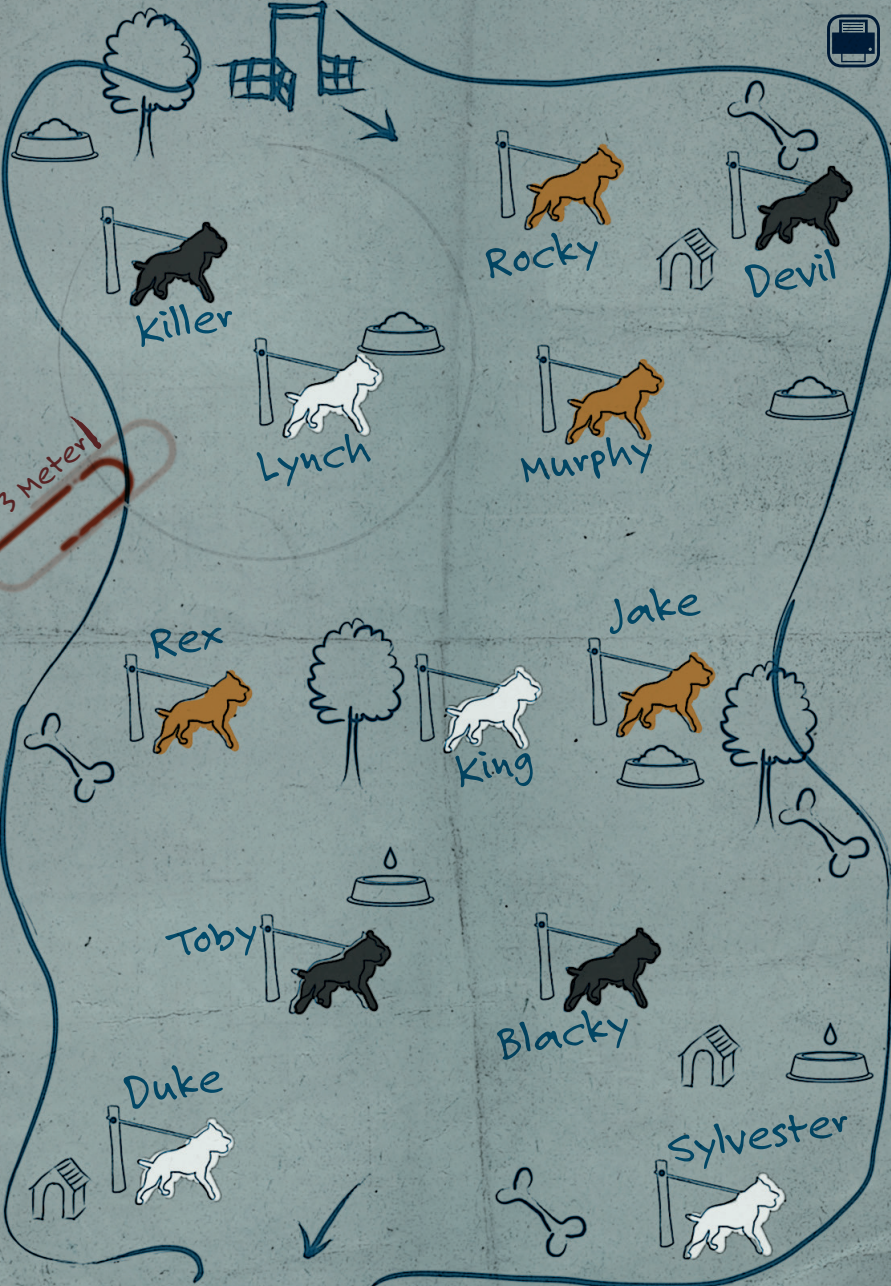 Rocky
Devil
Killer
Lynch
Murphy
3 Meter
Jake
Rex
King
Toby
Blacky
Duke
Sylvester